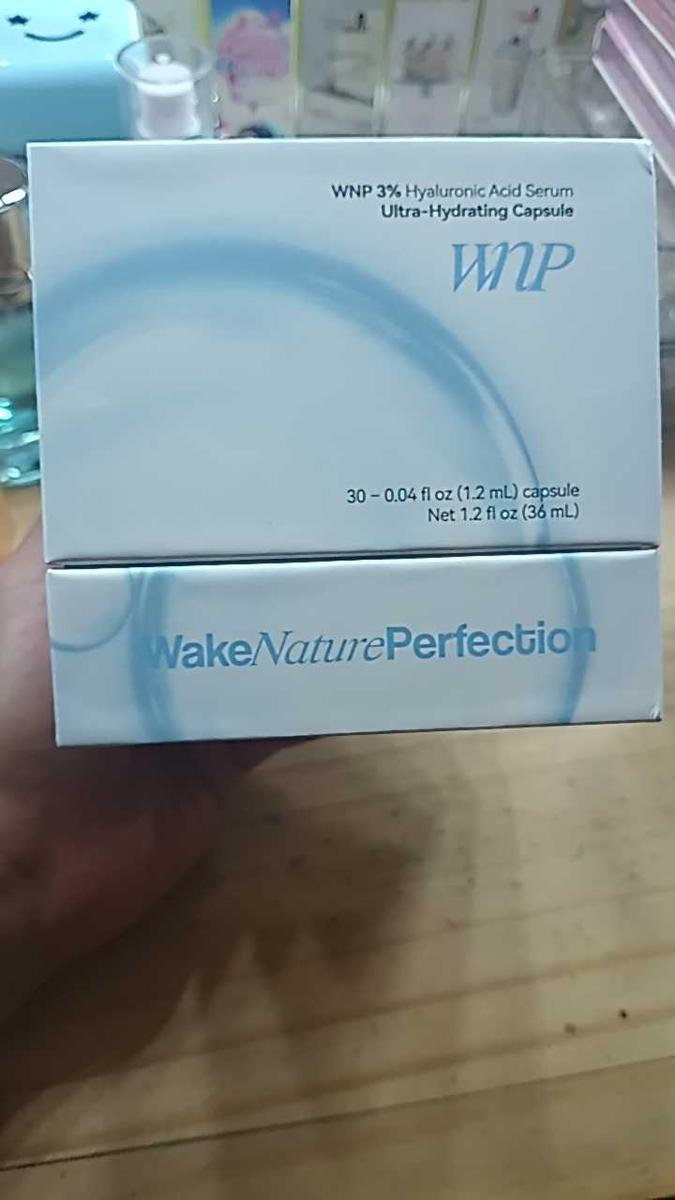 WNP 3% Hyaluronic Acid Serum
Ultra-Hydrating Capsule
WNP
30 – 0.04 fl oz (1.2 mL) capsule
Net 1.2 fl oz (36 mL)
WakeNaturePerfection